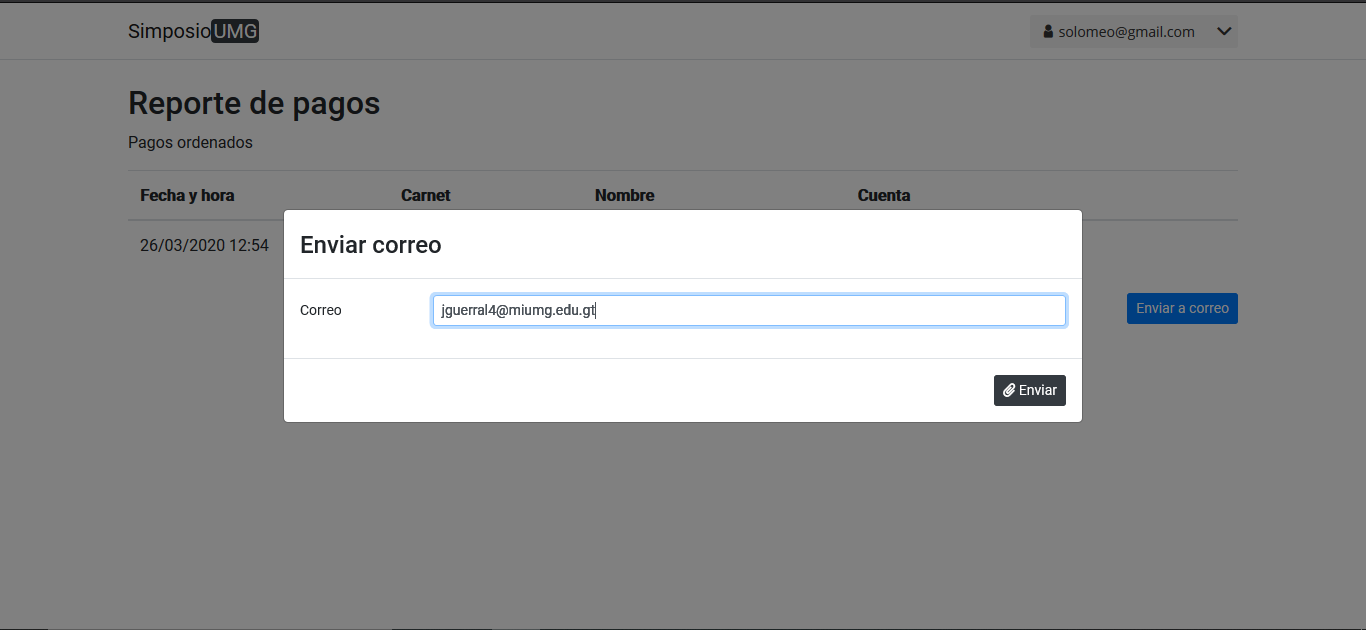 SimposioUMG
solomeo@gmail.com
Reporte de pagos
Pagos ordenados
Fecha y hora Carnet Nombre Cuenta
26/03/2020 12:54
Enviar correo
Correo jguerral4@miumg.edu.gt
Enviar a correo
Enviar